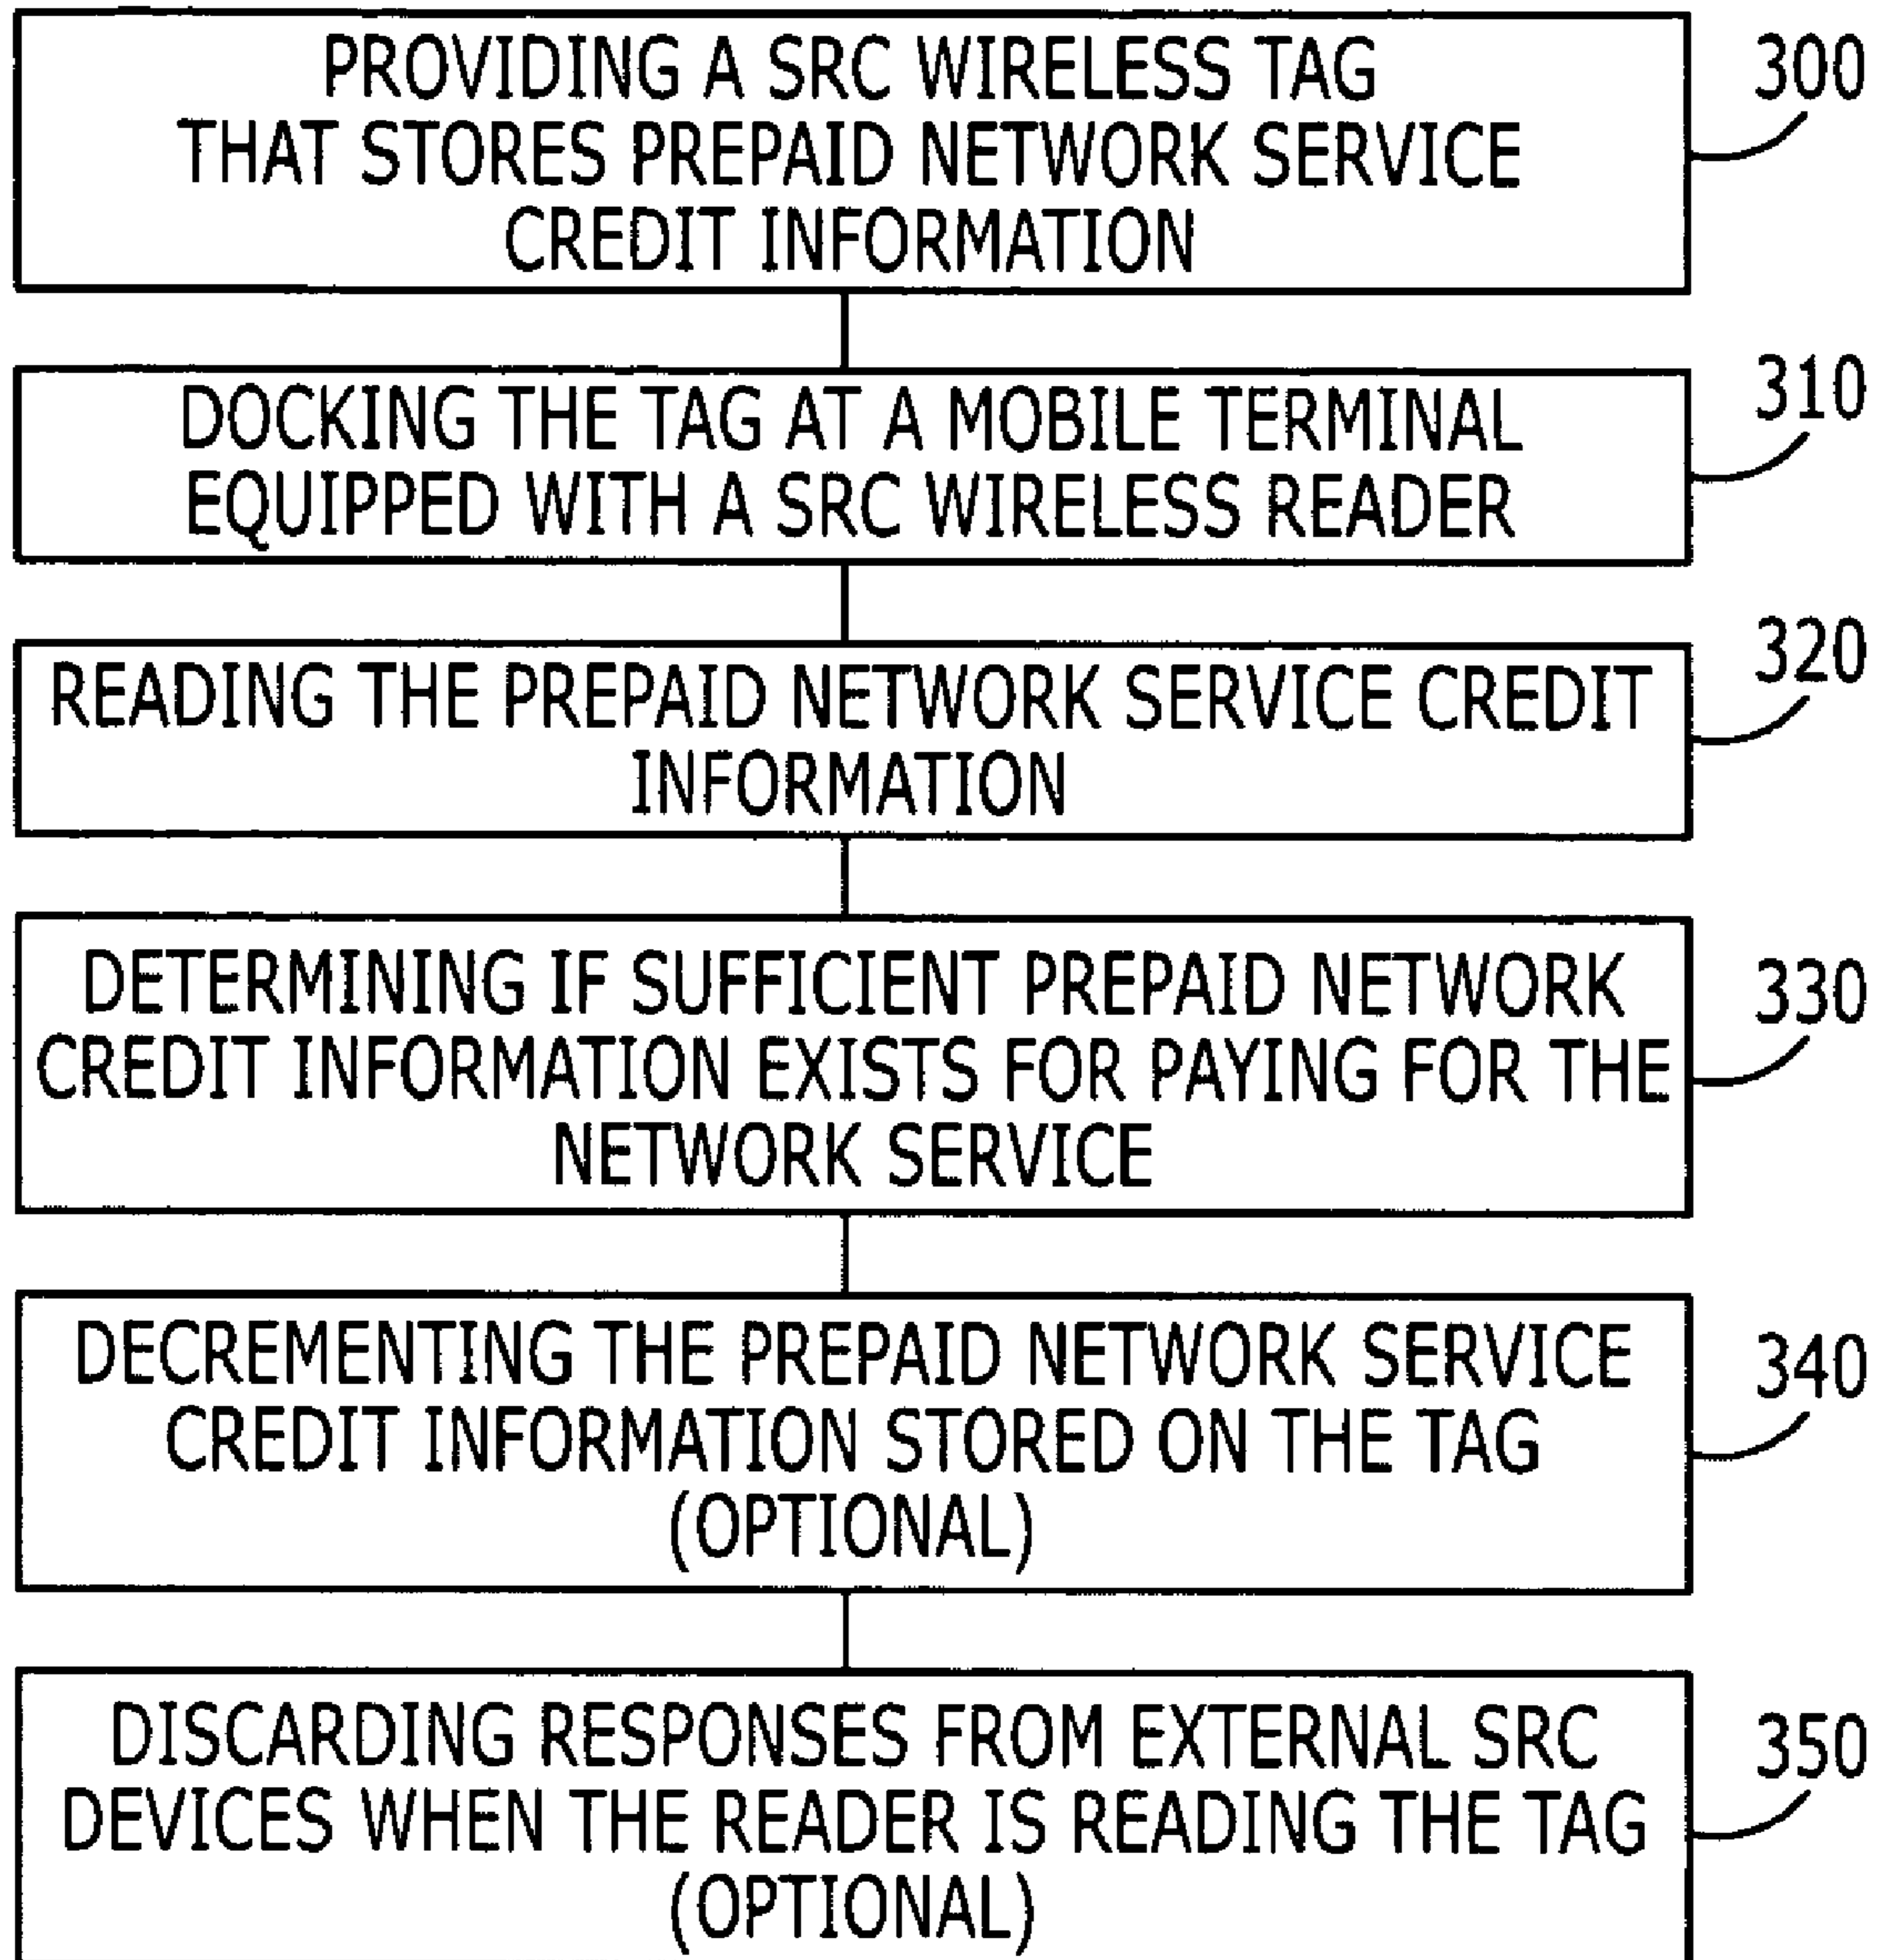 PROVIDING A SRC WIRELESS TAG
THAT STORES PREPAID NETWORK SERVICE
CREDIT INFORMATION
300
DOCKING THE TAG AT A MOBILE TERMINAL
EQUIPPED WITH A SRC WIRELESS READER
310
READING THE PREPAID NETWORK SERVICE CREDIT
INFORMATION
320
DETERMINING IF SUFFICIENT PREPAID NETWORK
CREDIT INFORMATION EXISTS FOR PAYING FOR THE
NETWORK SERVICE
330
DECREMENTING THE PREPAID NETWORK SERVICE
CREDIT INFORMATION STORED ON THE TAG
(OPTIONAL)
340
DISCARDING RESPONSES FROM EXTERNAL SRC
DEVICES WHEN THE READER IS READING THE TAG
(OPTIONAL)
350